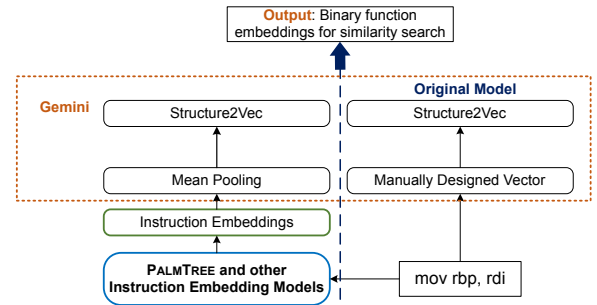 Output: Binary function
embeddings for similarity search
Original Model
Gemini
Structure2Vec
Structure2Vec
Mean Pooling
Manually Designed Vector
Instruction Embeddings
PALMTREE and other
Instruction Embedding Models
mov rbp, rdi